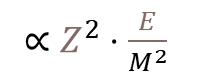 ∝ Z² · E/M²